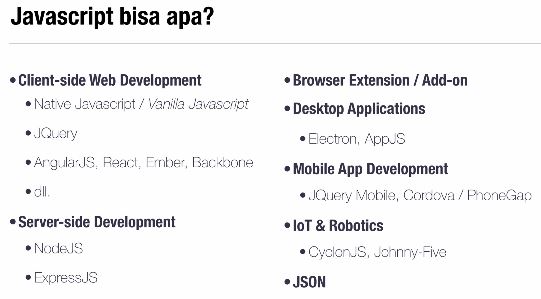 Javascript bisa apa?
• Client-side Web Development
• Native Javascript / Vanilla Javascript
• JQuery
• AngularJS, React, Ember, Backbone
• dll.
• Server-side Development
• NodeJS
• ExpressJS
• Browser Extension / Add-on
• Desktop Applications
• Electron, AppJS
• Mobile App Development
• JQuery Mobile, Cordova / PhoneGap
• IoT & Robotics
• CyclonJS, Johnny-Five
• JSON